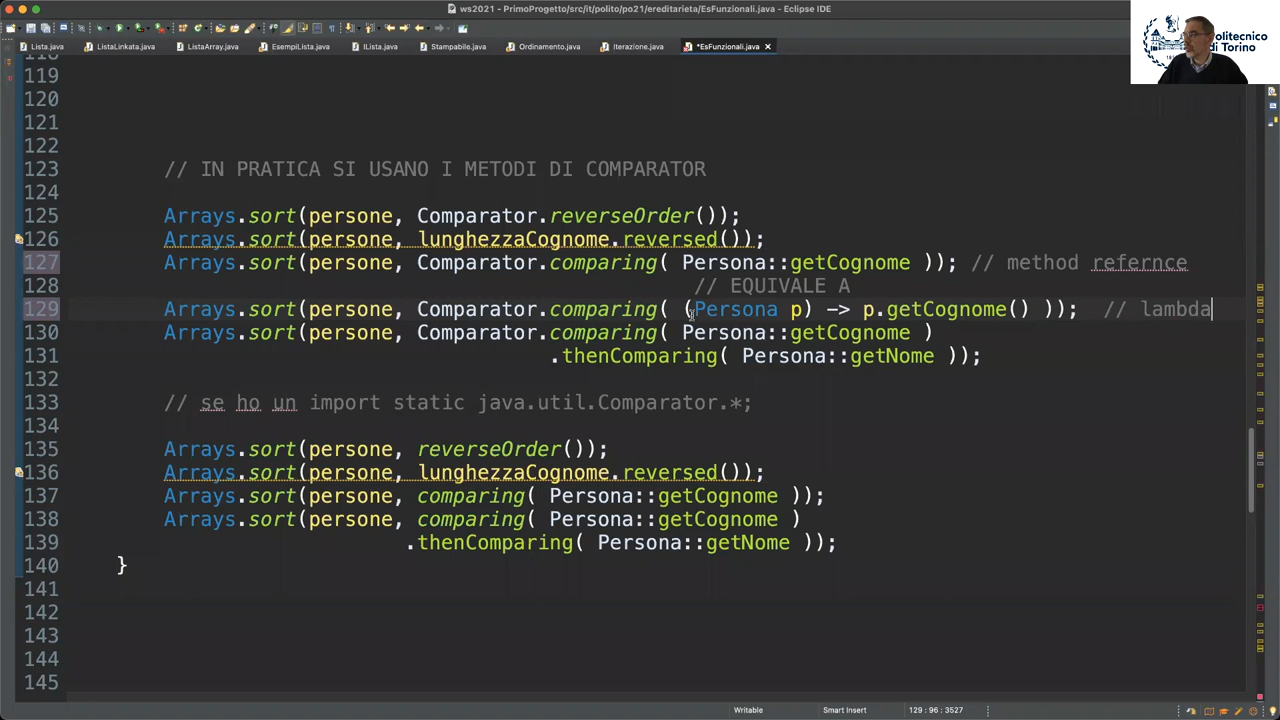 ws2021 - PrimoProgetto/src/it/polito/po21/ereditarieta/EsFunzionali.java - Eclipse IDE
Lista.java ListaLinkata.java ListaArray.java EsempiLista.java IListа.java Stampabile.java Ordinamento.java Iterazione.java *EsFunzionali.java
Politecnico
di Torino
118
119
120
121
122
123 // IN PRATICA SI USANO I METODI DI COMPARATOR
124
125 Arrays.sort(persone, Comparator.reverseOrder());
126 Arrays.sort(persone, lunghezzaCognome.reversed());
127 Arrays.sort(persone, Comparator.comparing( Persona::getCognome )); // method refernce
128 // EQUIVALE A
129 Arrays.sort(persone, Comparator.comparing( (Persona p) -> p.getCognome() )); // lambda
130 Arrays.sort(persone, Comparator.comparing( Persona::getCognome )
131 .thenComparing( Persona::getNome ));
132
133 // se ho un import static java.util.Comparator.*;
134
135 Arrays.sort(persone, reverseOrder());
136 Arrays.sort(persone, lunghezzaCognome.reversed());
137 Arrays.sort(persone, comparing( Persona::getCognome ));
138 Arrays.sort(persone, comparing( Persona::getCognome )
139 .thenComparing( Persona::getNome ));
140 }
141
142
143
144
145
Writable Smart Insert 129 : 96 : 3527